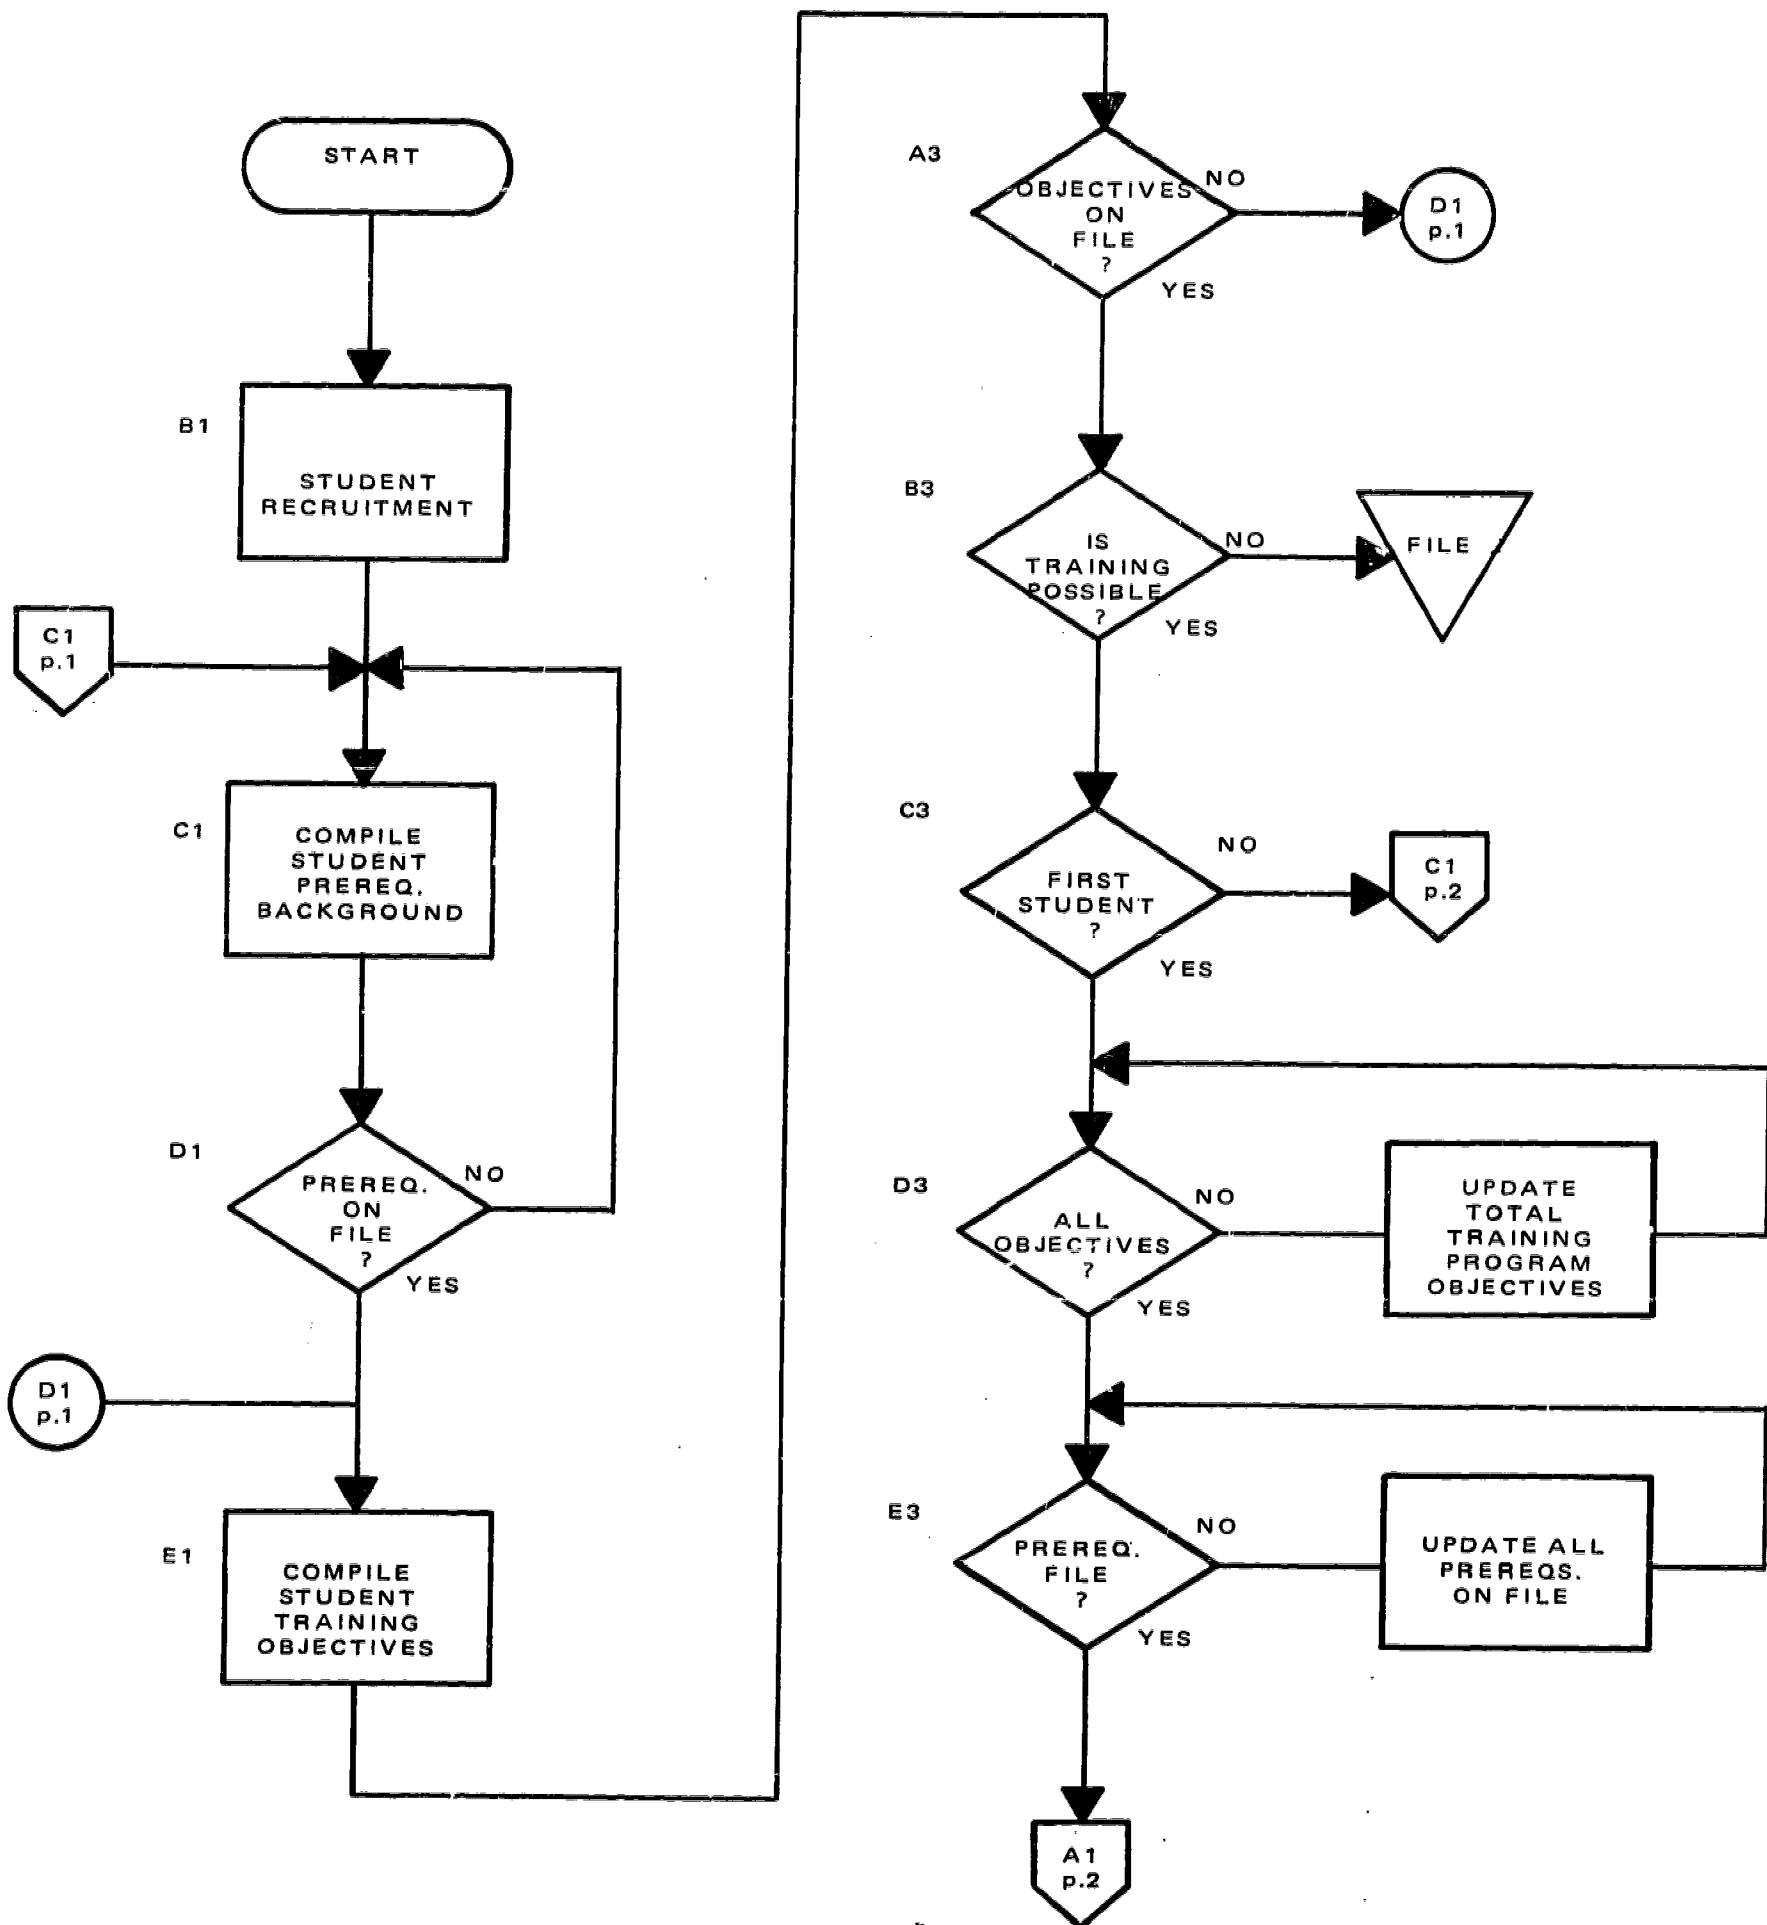 START
B1
STUDENT
RECRUITMENT
C1
p.1
C1
COMPILE
STUDENT
PREREQ.
BACKGROUND
D1
PREREQ.
ON
FILE
?
NO
YES
D1
p.1
E1
COMPILE
STUDENT
TRAINING
OBJECTIVES
A3
OBJECTIVES
ON
FILE
?
NO
YES
D1
p.1
B3
IS
TRAINING
POSSIBLE
?
NO
YES
FILE
C3
FIRST
STUDENT
?
NO
YES
C1
p.2
D3
ALL
OBJECTIVES
?
NO
YES
UPDATE
TOTAL
TRAINING
PROGRAM
OBJECTIVES
E3
PREREQ.
FILE
?
NO
YES
UPDATE ALL
PREREQS.
ON FILE
A1
p.2